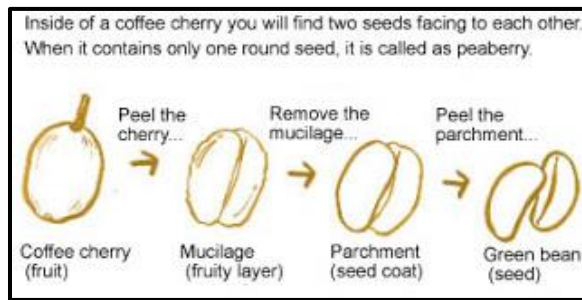 Inside of a coffee cherry you will find two seeds facing to each other.
When it contains only one round seed, it is called as peaberry.
Peel the
cherry...
Remove the
mucilage...
Peel the
parchment...
Coffee cherry
(fruit)
Mucilage
(fruity layer)
Parchment
(seed coat)
Green bean
(seed)